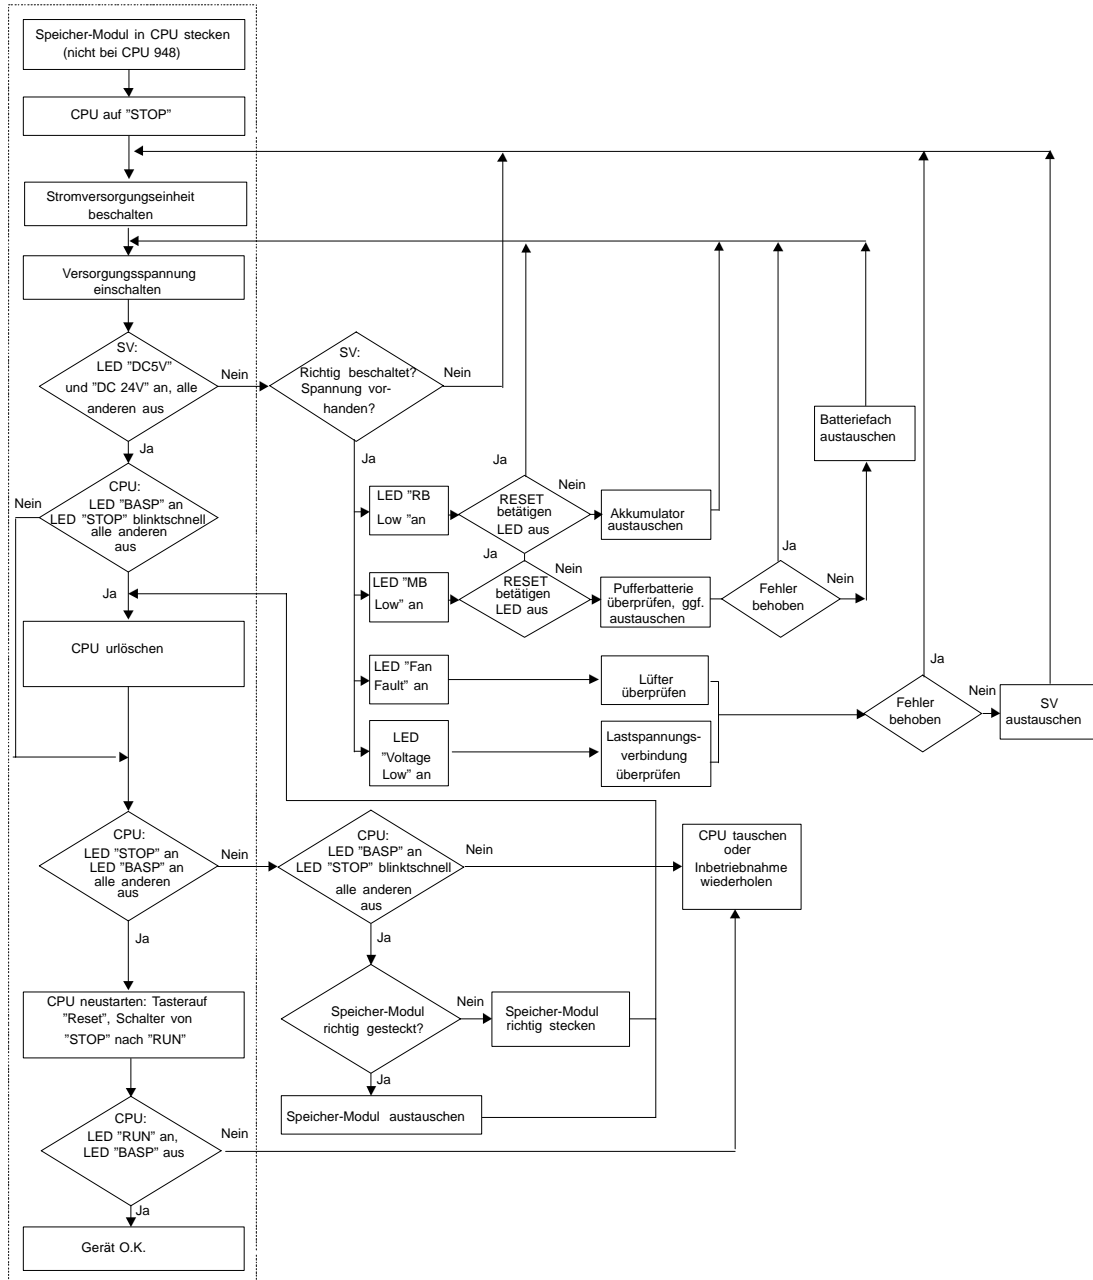 Speicher-Modul in CPU stecken
(nicht bei CPU 948)
CPU auf ”STOP”
Stromversorgungseinheit
beschalten
Versorgungsspannung
einschalten
SV:
LED ”DC5V”
und ”DC 24V” an, alle
anderen aus
Nein
Ja
SV:
Richtig beschaltet?
Spannung vor-
handen?
Nein
Ja
CPU:
LED ”BASP” an
LED ”STOP” blinktschnell
alle anderen
aus
Nein
Ja
LED ”RB
Low ”an
RESET
betätigen
LED aus
Ja
Nein
Akkumulator
austauschen
Batteriefach
austauschen
LED ”MB
Low” an
RESET
betätigen
LED aus
Ja
Nein
Pufferbatterie
überprüfen, ggf.
austauschen
Fehler
behoben
Ja
Nein
CPU urlöschen
LED ”Fan
Fault” an
Lüfter
überprüfen
LED
”Voltage
Low” an
Lastspannungs-
verbindung
überprüfen
Fehler
behoben
Ja
Nein
SV
austauschen
CPU:
LED ”STOP” an
LED ”BASP” an
alle anderen
aus
Nein
Ja
CPU:
LED ”BASP” an
LED ”STOP” blinktschnell
alle anderen
aus
Nein
Ja
CPU tauschen
oder
Inbetriebnahme
wiederholen
CPU neustarten: Tasterauf
”Reset”, Schalter von
”STOP” nach ”RUN”
Speicher-Modul
richtig gesteckt?
Nein
Ja
Speicher-Modul
richtig stecken
Speicher-Modul austauschen
CPU:
LED ”RUN” an,
LED ”BASP” aus
Nein
Ja
Gerät O.K.